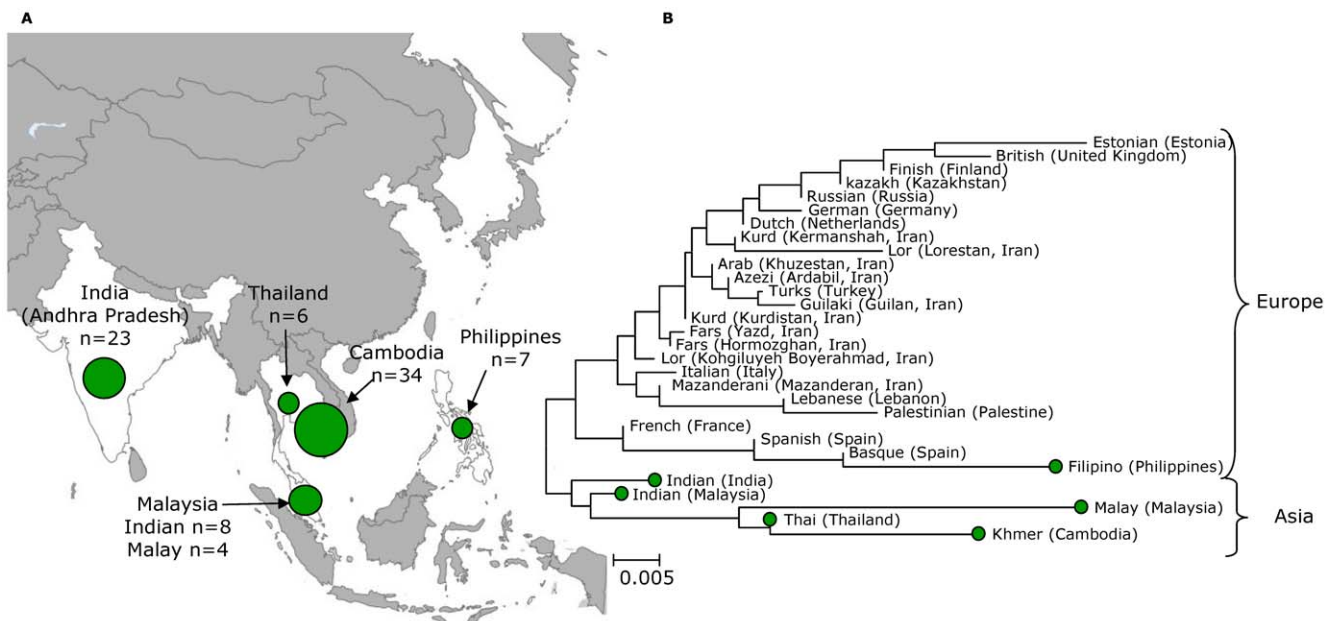 A
India
(Andhra Pradesh)
n=23
Thailand
n=6
Cambodia
n=34
Philippines
n=7
Malaysia
Indian n=8
Malay n=4
B
Estonian (Estonia)
British (United Kingdom)
Finish (Finland)
kazakh (Kazakhstan)
Russian (Russia)
German (Germany)
Dutch (Netherlands)
Kurd (Kermanshah, Iran)
Lor (Lorestan, Iran)
Arab (Khuzestan, Iran)
Azezi (Ardabil, Iran)
Turks (Turkey)
Guilaki (Guilan, Iran)
Kurd (Kurdistan, Iran)
Fars (Yazd, Iran)
Fars (Hormozghan, Iran)
Lor (Kohgiluyeh Boyerahmad, Iran)
Italian (Italy)
Mazanderani (Mazanderan, Iran)
Lebanese (Lebanon)
Palestinian (Palestine)
French (France)
Spanish (Spain)
Basque (Spain)
Filipino (Philippines)
Indian (India)
Indian (Malaysia)
Malay (Malaysia)
Thai (Thailand)
Khmer (Cambodia)
Europe
Asia
0.005